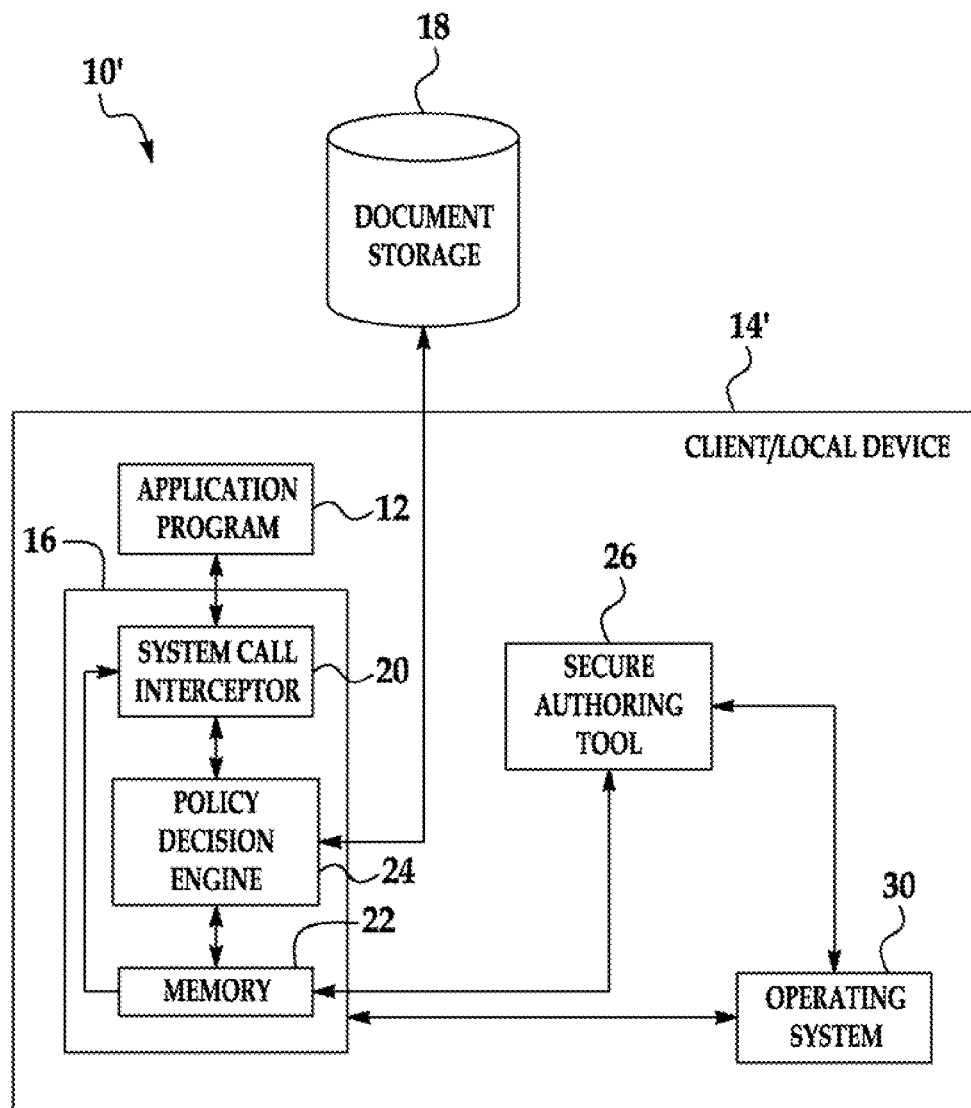 18
10'
DOCUMENT
STORAGE
14'
CLIENT/LOCAL DEVICE
APPLICATION
PROGRAM
12
16
26
SYSTEM CALL
INTERCEPTOR
20
SECURE
AUTHORING
TOOL
POLICY
DECISION
ENGINE
24
22
30
MEMORY
OPERATING
SYSTEM